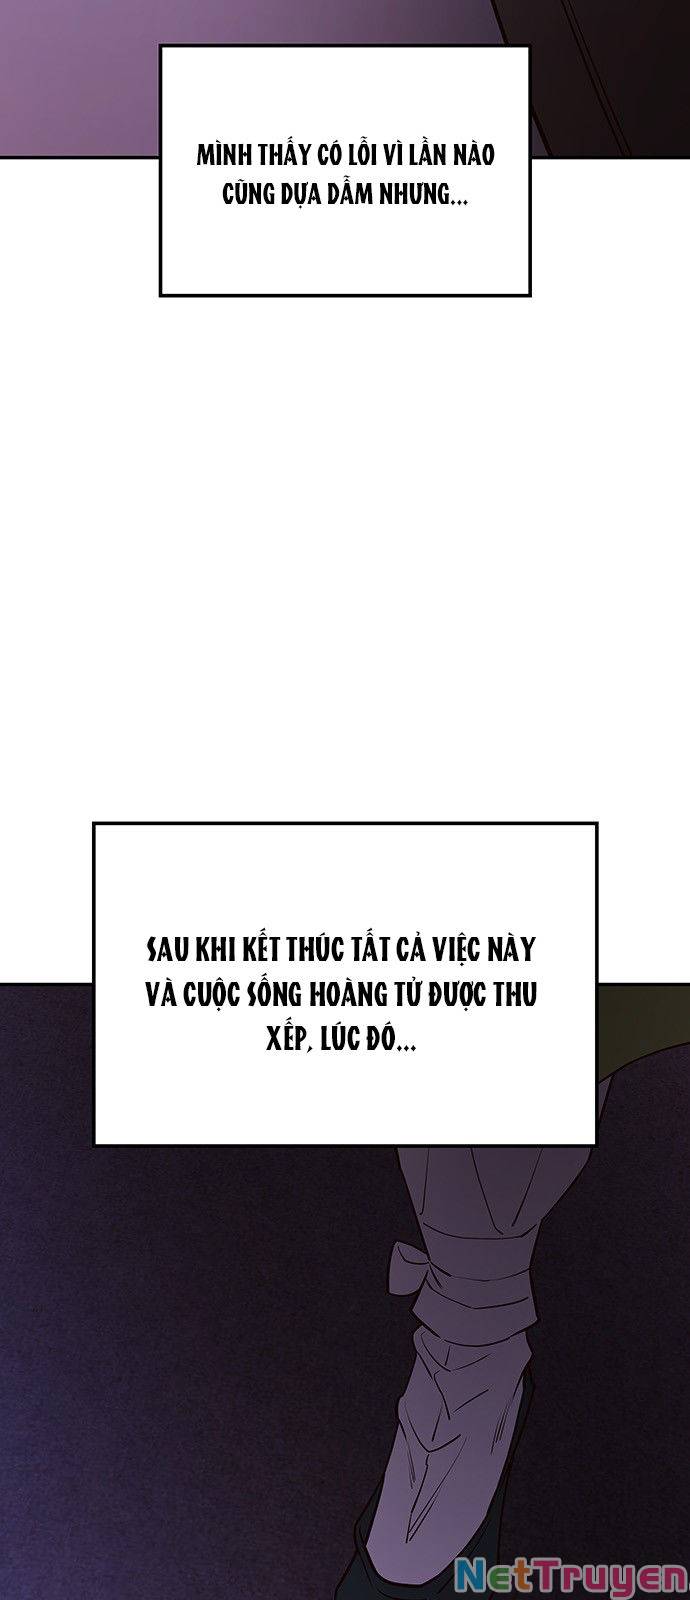 MÌNH THẤY CÓ LỖI VÌ LẦN NÀO
CŨNG DỰA DẪM NHƯNG...
SAU KHI KẾT THÚC TẤT CẢ VIỆC NÀY
VÀ CUỘC SỐNG HOÀNG TỬ ĐƯỢC THU
XẾP, LÚC ĐÓ...
NETTRUYEN